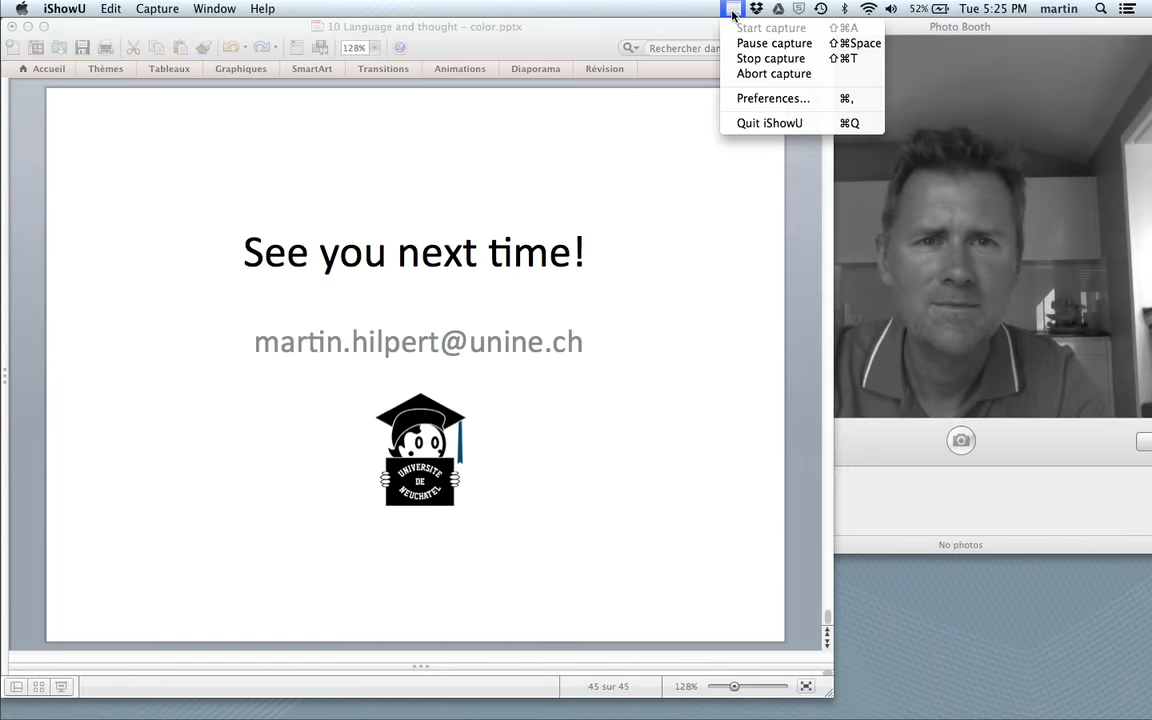 iShowU Edit Capture Window Help 52% Tue 5:25 PM martin
10 Language and thought – color.pptx
128% Rechercher dan
Accueil Thèmes Tableaux Graphiques SmartArt Transitions Animations Diaporama Révision
Start capture ⇧⌘A
Pause capture ⇧⌘Space
Stop capture ⇧⌘T
Abort capture
Preferences... ⌘,
Quit iShowU ⌘Q
Photo Booth
See you next time!
martin.hilpert@unine.ch
UNIVERSITE
DE
NEUCHATEL
No photos
45 sur 45 128%